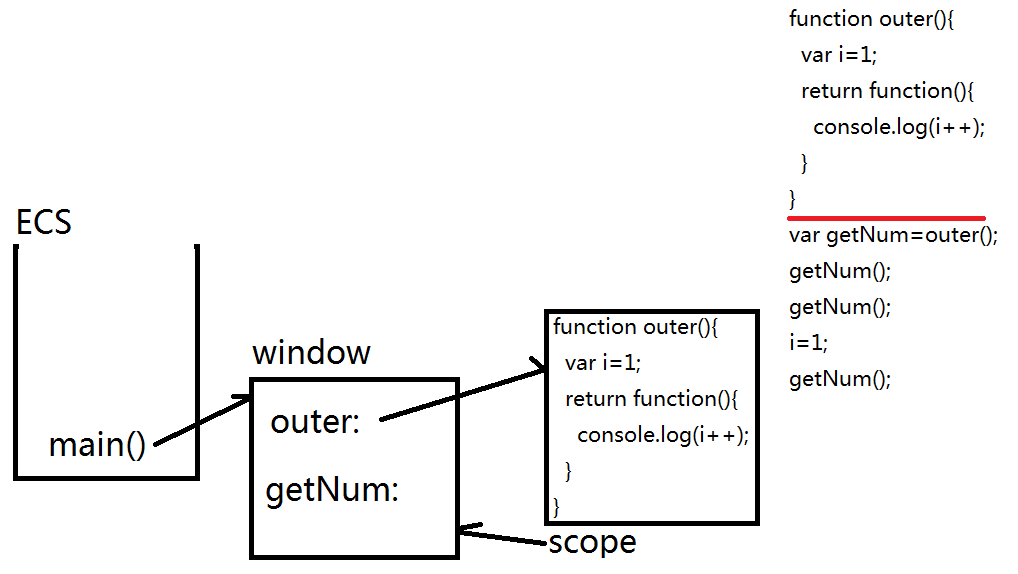 function outer(){
var i=1;
return function(){
console.log(i++);
}
}
var getNum=outer();
getNum();
getNum();
i=1;
getNum();
ECS
main()
window
outer:
getNum:
function outer(){
var i=1;
return function(){
console.log(i++);
}
}
scope